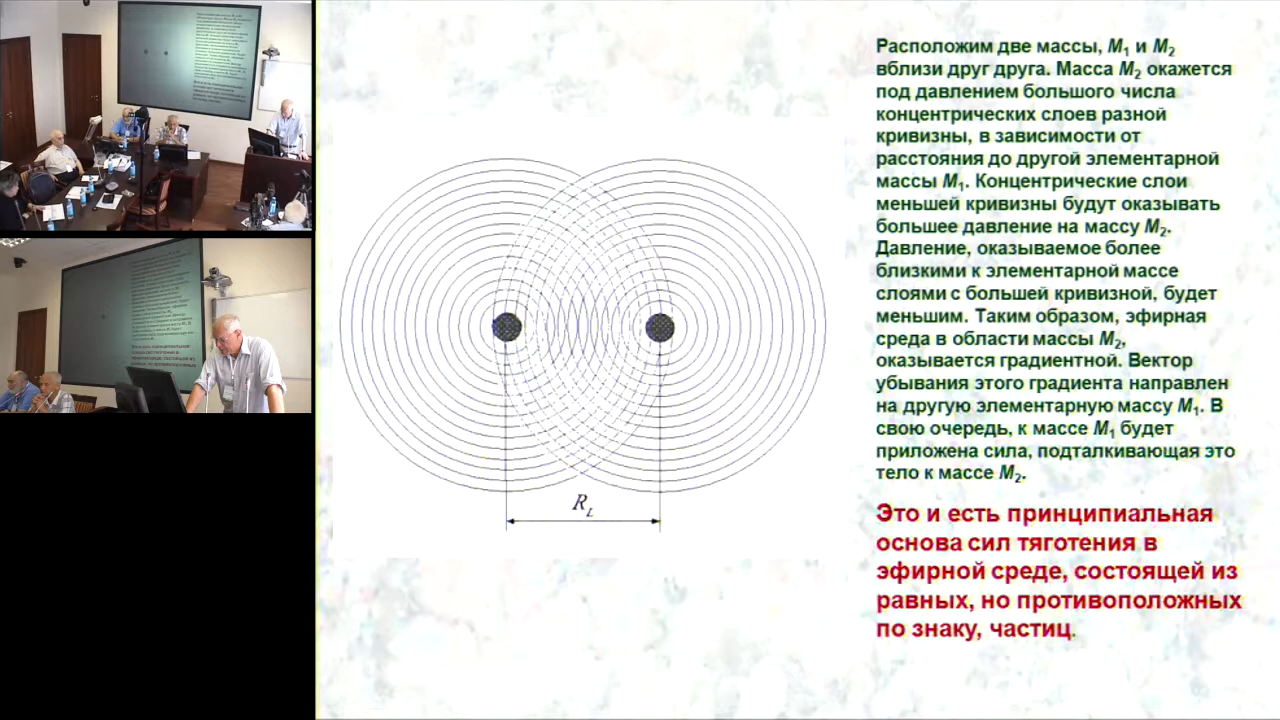 Расположим две массы, M₁ и M₂
вблизи друг друга. Масса M₂ окажется
под давлением большого числа
концентрических слоев разной
кривизны, в зависимости от
расстояния до другой элементарной
массы M₁. Концентрические слои
меньшей кривизны будут оказывать
большее давление на массу M₂.
Давление, оказываемое более
близкими к элементарной массе
слоями с большей кривизной, будет
меньшим. Таким образом, эфирная
среда в области массы M₂,
оказывается градиентной. Вектор
убывания этого градиента направлен
на другую элементарную массу M₁. В
свою очередь, к массе M₁ будет
приложена сила, подталкивающая это
тело к массе M₂.
Это и есть принципиальная
основа сил тяготения в
эфирной среде, состоящей из
равных, но противоположных
по знаку, частиц.
R_L